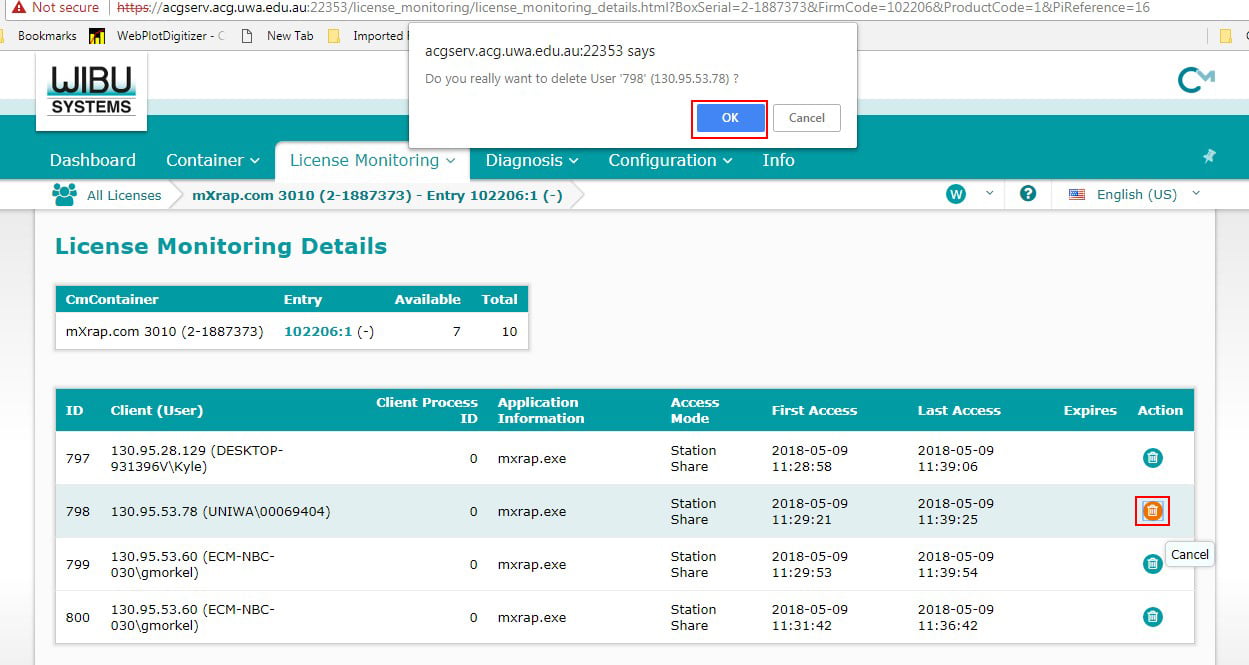 Not secure https://acgserv.acg.uwa.edu.au:22353/license_monitoring/license_monitoring_details.html?BoxSerial=2-1887373&FirmCode=102206&ProductCode=1&PiReference=16
Bookmarks WebPlotDigitizer - New Tab Imported
acgserv.acg.uwa.edu.au:22353 says
Do you really want to delete User '798' (130.95.53.78) ?
OK Cancel
WIBU
SYSTEMS
CM
Dashboard Container License Monitoring Diagnosis Configuration Info
All Licenses mXrap.com 3010 (2-1887373) - Entry 102206:1 (-) W ? English (US)
License Monitoring Details
CmContainer Entry Available Total
mXrap.com 3010 (2-1887373) 102206:1 (-) 7 10
ID Client (User) Client Process ID Application Information Access Mode First Access Last Access Expires Action
797 130.95.28.129 (DESKTOP-931396V\Kyle) 0 mxrap.exe Station Share 2018-05-09 11:28:58 2018-05-09 11:39:06
798 130.95.53.78 (UNIWA\00069404) 0 mxrap.exe Station Share 2018-05-09 11:29:21 2018-05-09 11:39:25
799 130.95.53.60 (ECM-NBC-030\gmorkel) 0 mxrap.exe Station Share 2018-05-09 11:29:53 2018-05-09 11:39:54
Cancel
800 130.95.53.60 (ECM-NBC-030\gmorkel) 0 mxrap.exe Station Share 2018-05-09 11:31:42 2018-05-09 11:36:42